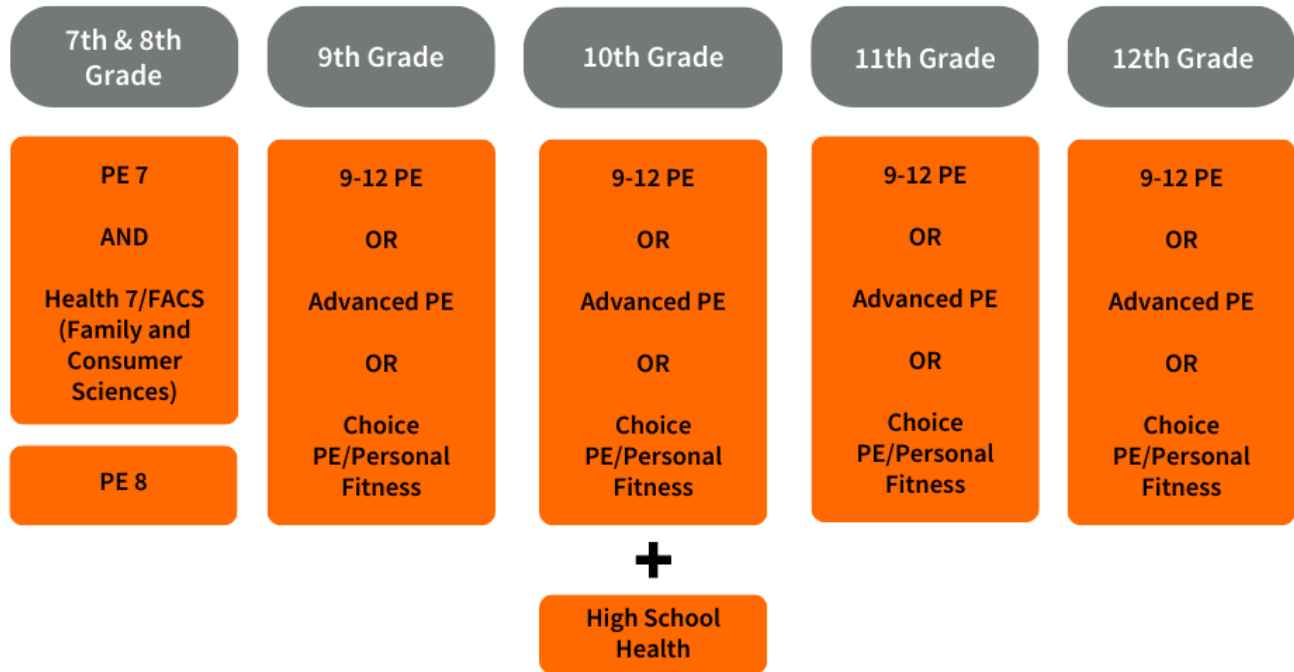 7th & 8th
Grade
9th Grade
10th Grade
11th Grade
12th Grade
PE 7
AND
Health 7/FACS
(Family and
Consumer
Sciences)
PE 8
9-12 PE
OR
Advanced PE
OR
Choice
PE/Personal
Fitness
9-12 PE
OR
Advanced PE
OR
Choice
PE/Personal
Fitness
+
High School
Health
9-12 PE
OR
Advanced PE
OR
Choice
PE/Personal
Fitness
9-12 PE
OR
Advanced PE
OR
Choice
PE/Personal
Fitness